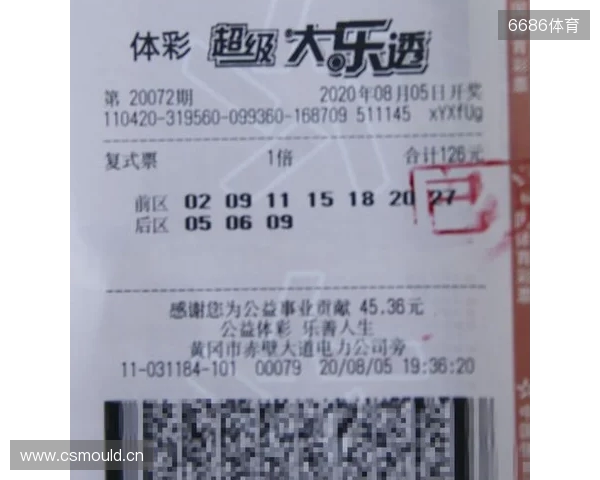 6686体育
体彩 超级大乐透
第 20072期 2020年08月05日开奖
110420-319560-099360-168709 511145 xYXfUg
复式票 1倍 合计126元
前区 02 09 11 15 18 20 27
后区 05 06 09
感谢您为公益事业贡献 45.36元
公益体彩 乐善人生
黄冈市赤壁大道电力公司旁
11-031184-101 00079 20/08/05 19:36:20
www.csmould.cn